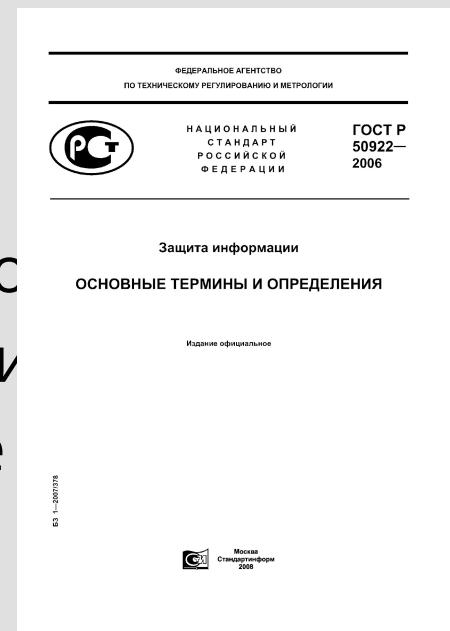 ФЕДЕРАЛЬНОЕ АГЕНТСТВО
ПО ТЕХНИЧЕСКОМУ РЕГУЛИРОВАНИЮ И МЕТРОЛОГИИ
РСТ
НАЦИОНАЛЬНЫЙ
СТАНДАРТ
РОССИЙСКОЙ
ФЕДЕРАЦИИ
ГОСТ Р
50922—
2006
Защита информации
ОСНОВНЫЕ ТЕРМИНЫ И ОПРЕДЕЛЕНИЯ
Издание официальное
БЗ 1—2007/378
Москва
Стандартинформ
2008